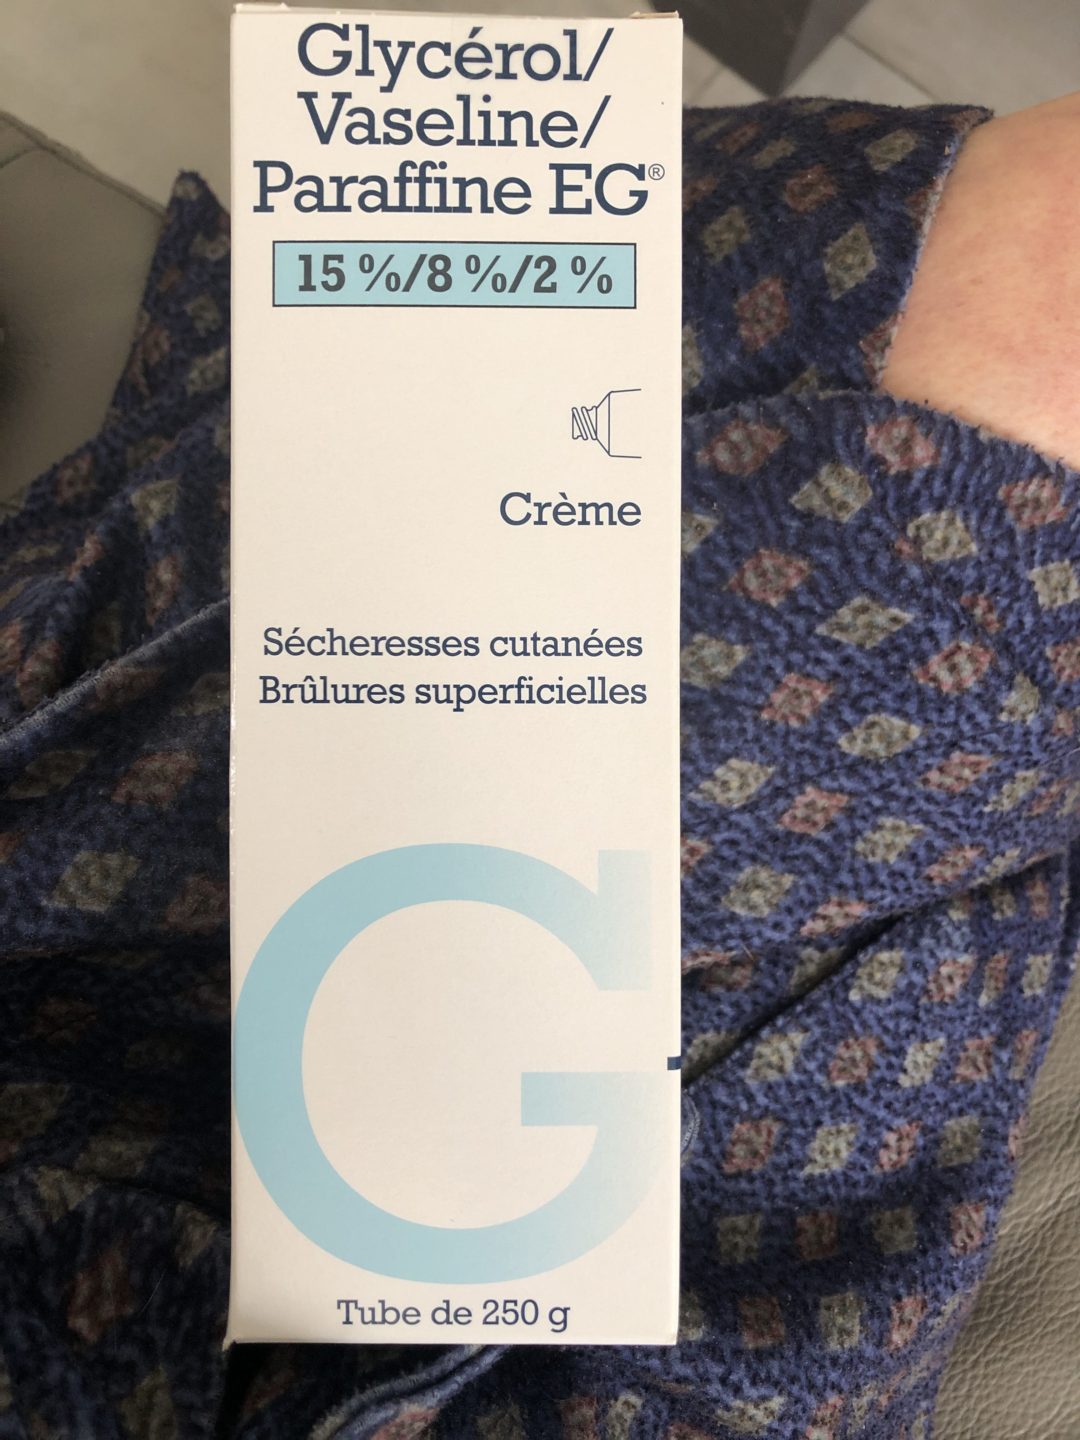 Glycérol/
Vaseline/
Paraffine EG®
15 %/8 %/2 %
Crème
Sécheresses cutanées
Brûlures superficielles
G
Tube de 250 g